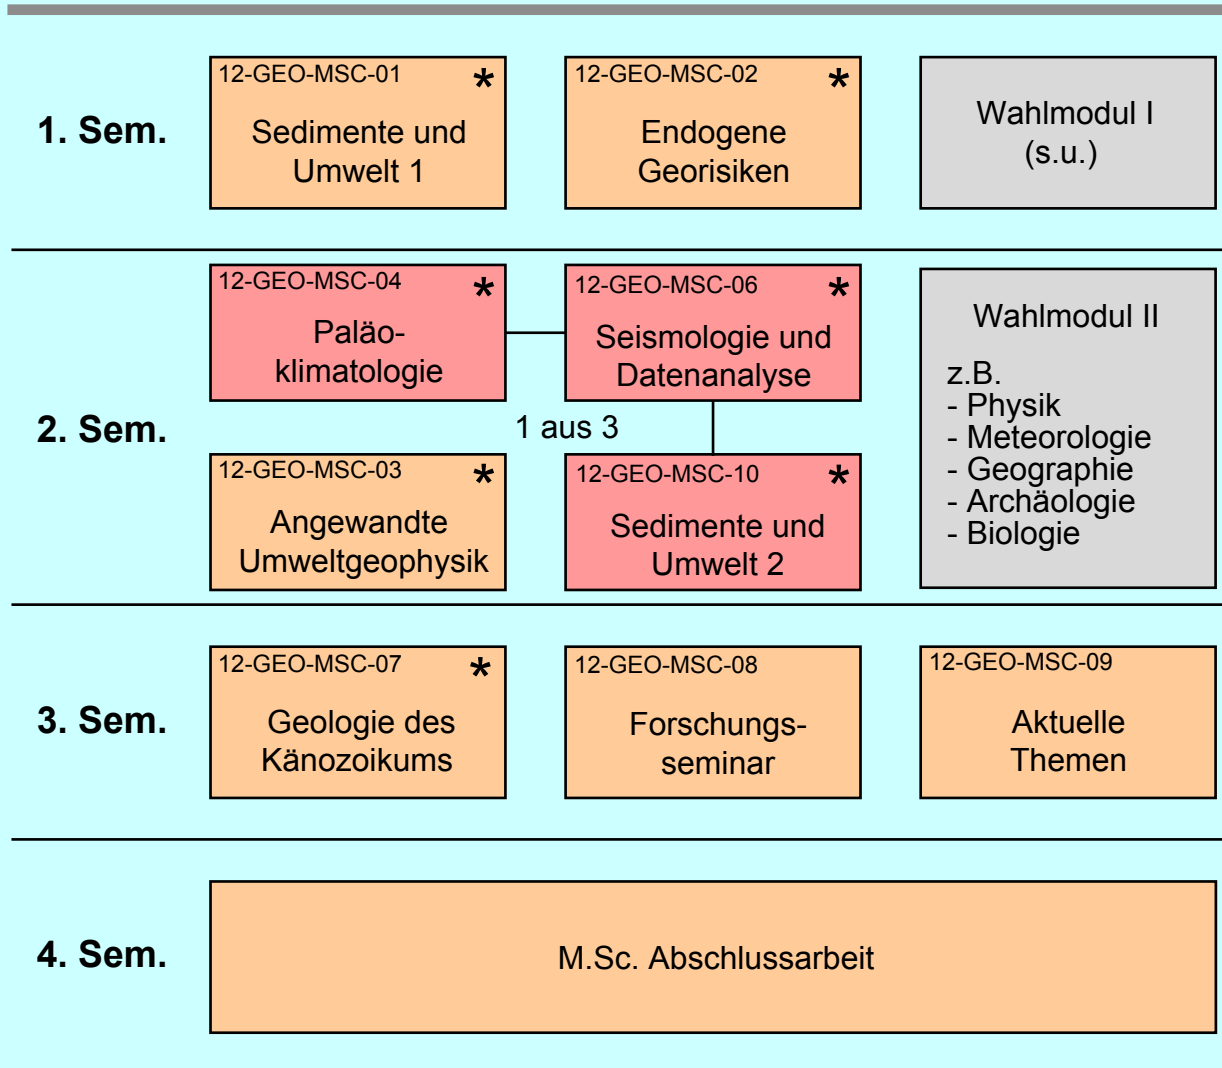 1. Sem.
12-GEO-MSC-01 *
Sedimente und
Umwelt 1
12-GEO-MSC-02 *
Endogene
Georisiken
Wahlmodul I
(s.u.)
2. Sem.
12-GEO-MSC-04 *
Paläo-
klimatologie
12-GEO-MSC-06 *
Seismologie und
Datenanalyse
1 aus 3
12-GEO-MSC-03 *
Angewandte
Umweltgeophysik
12-GEO-MSC-10 *
Sedimente und
Umwelt 2
Wahlmodul II
z.B.
- Physik
- Meteorologie
- Geographie
- Archäologie
- Biologie
3. Sem.
12-GEO-MSC-07 *
Geologie des
Känozoikums
12-GEO-MSC-08
Forschungs-
seminar
12-GEO-MSC-09
Aktuelle
Themen
4. Sem.
M.Sc. Abschlussarbeit